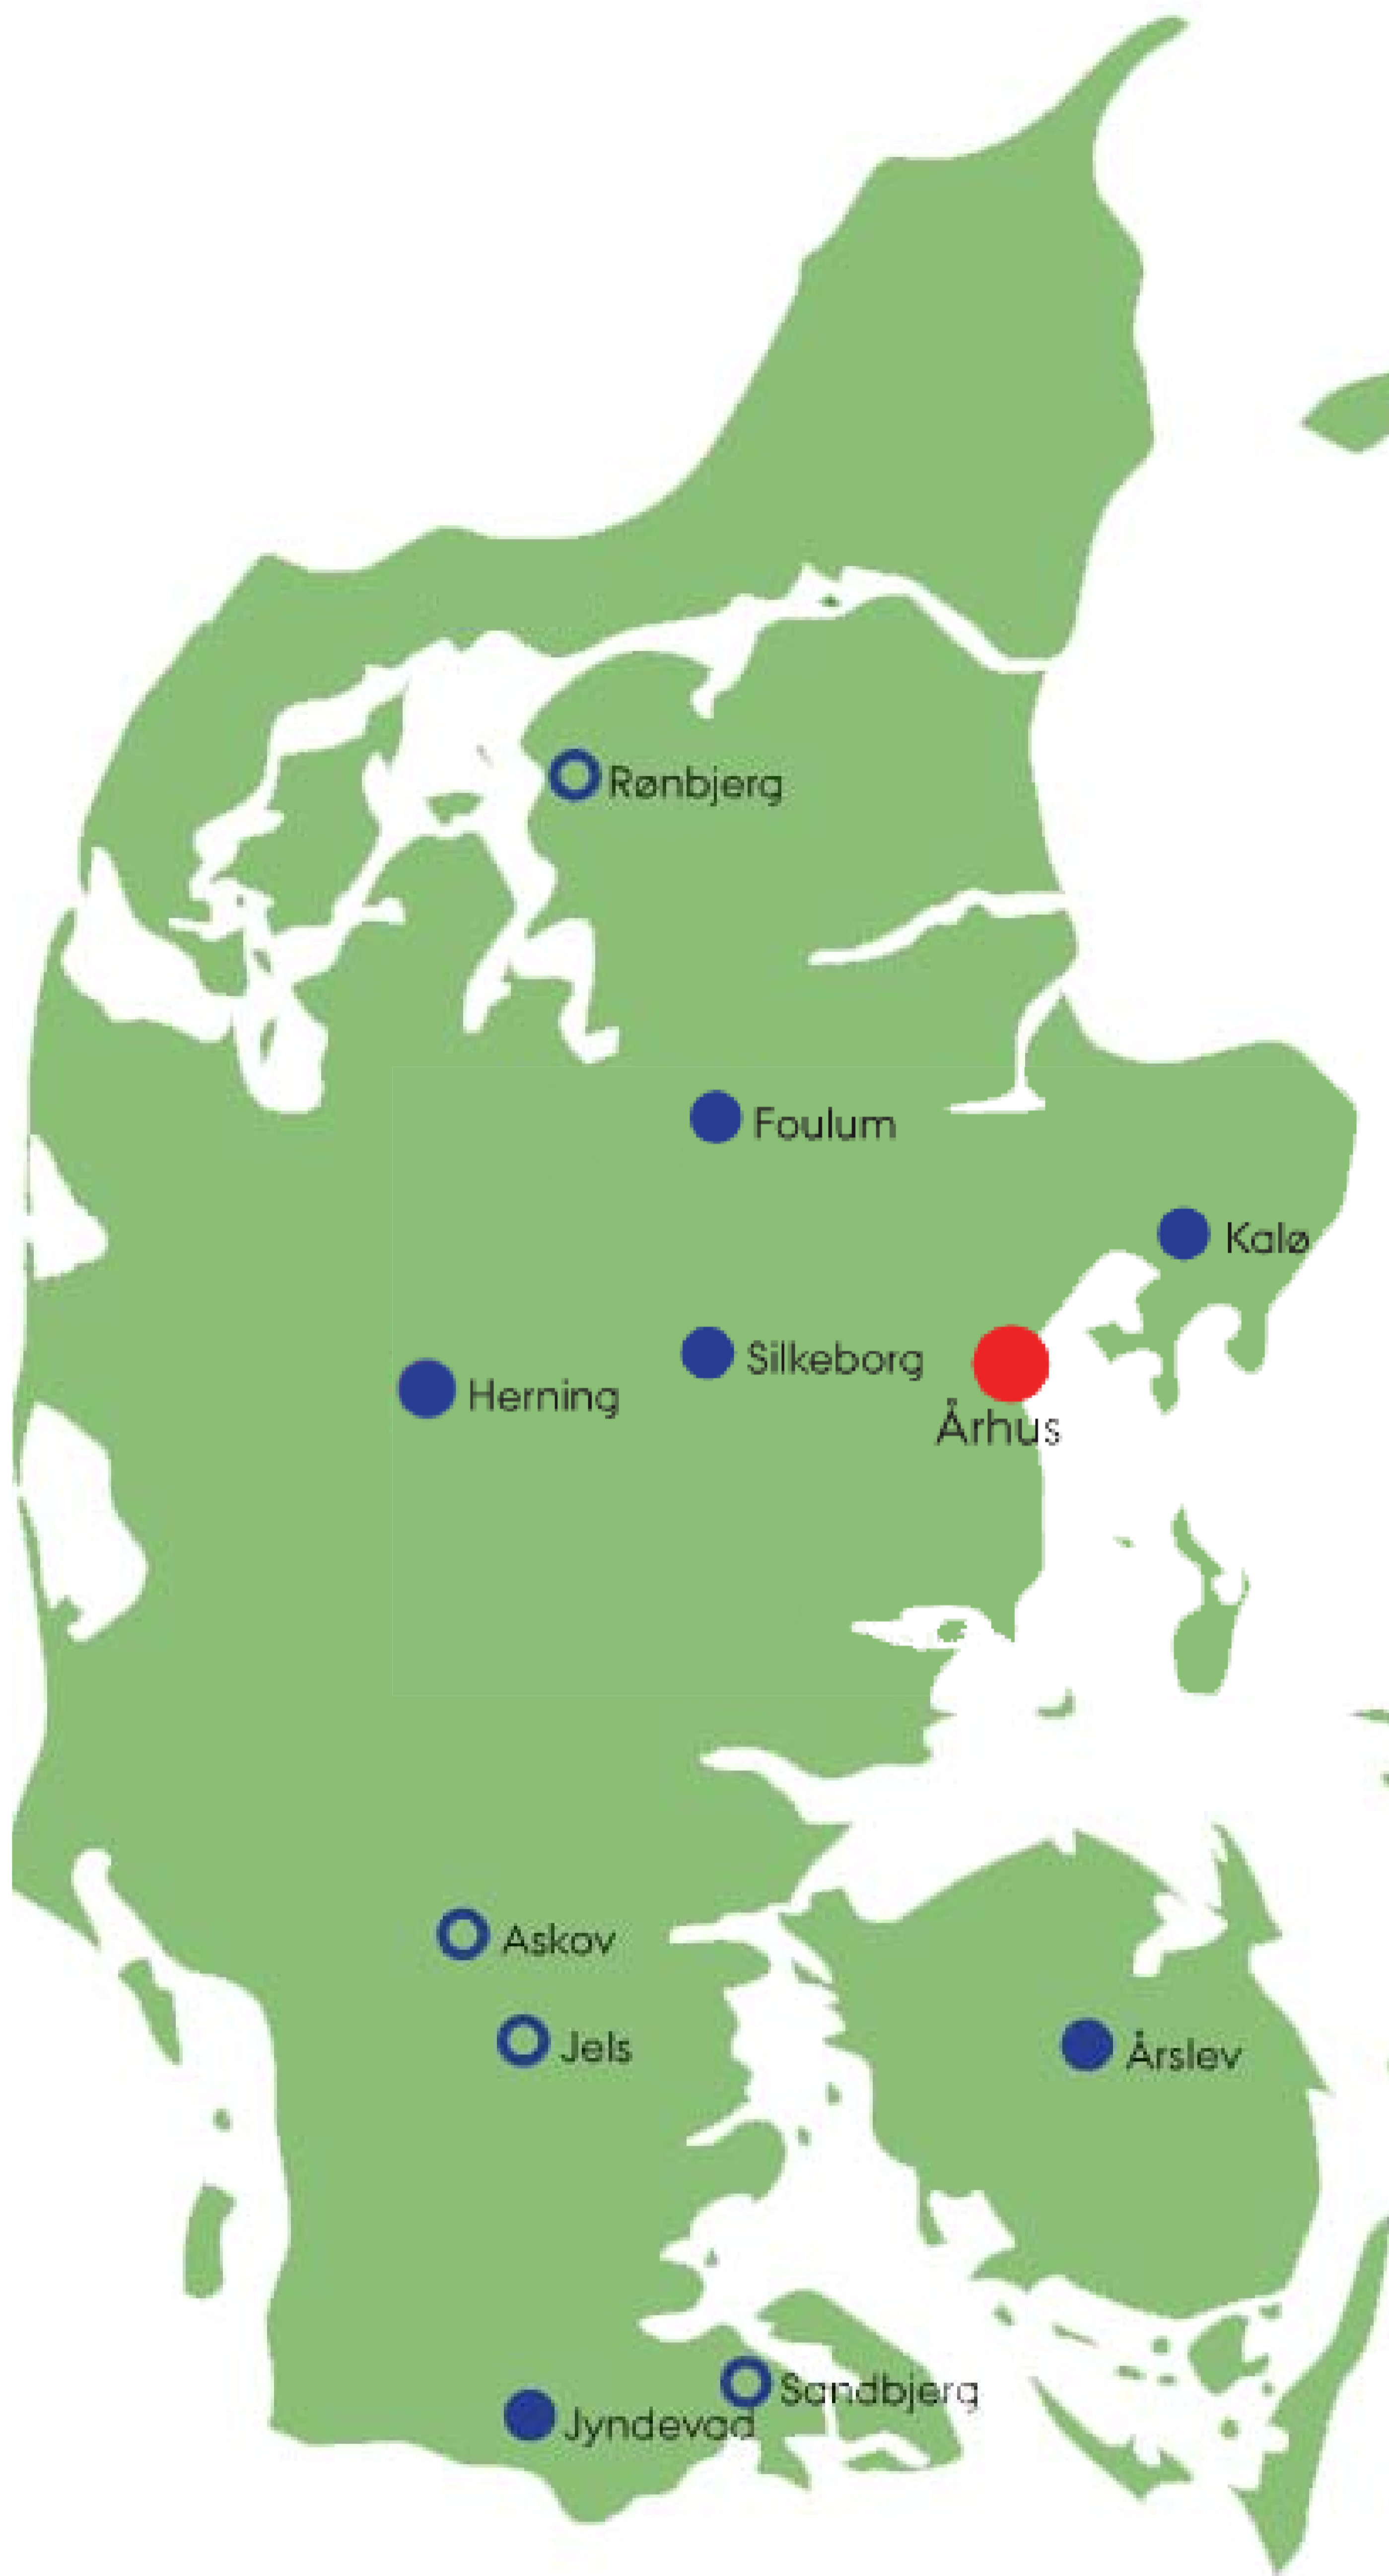 Rønbjerg
Foulum
Kalø
Silkeborg
Herning
Århus
Askov
Jels
Årslev
Sandbjerg
Jyndevad